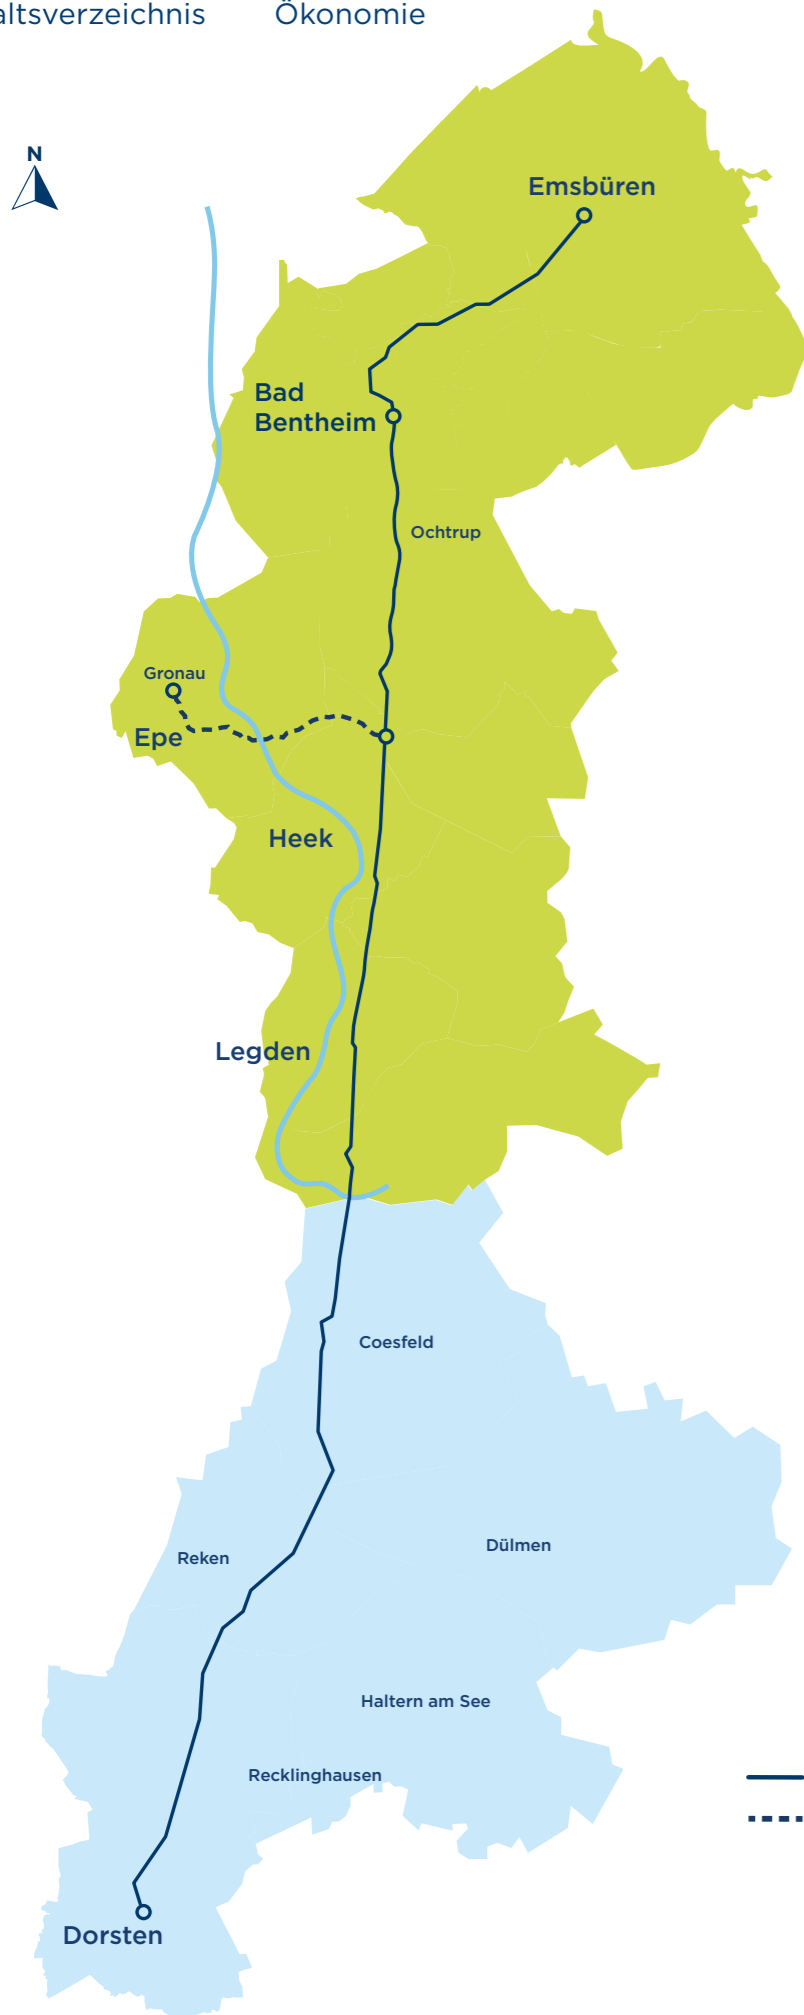 altsverzeichnis Ökonomie
N
Emsbüren
Bad
Bentheim
Ochtrup
Gronau
Epe
Heek
Legden
Coesfeld
Reken
Dülmen
Haltern am See
Recklinghausen
Dorsten